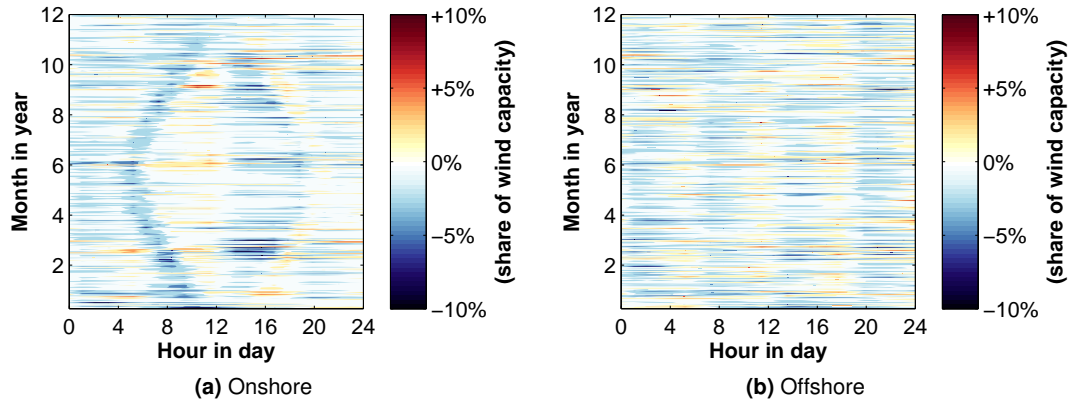 12
10
8
6
4
2
0 4 8 12 16 20 24
Month in year
Hour in day
+10%
+5%
0%
−5%
−10%
(share of wind capacity)
(a) Onshore
12
10
8
6
4
2
0 4 8 12 16 20 24
Month in year
Hour in day
+10%
+5%
0%
−5%
−10%
(share of wind capacity)
(b) Offshore